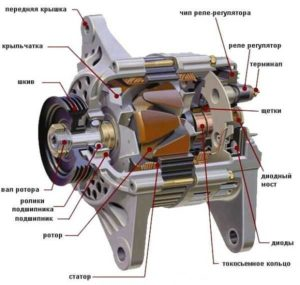 передняя крышка
крыльчатка
шкив
вал ротора
ролики
подшипника
подшипник
ротор
статор
чип реле-регулятора
реле регулятор
терминал
щетки
диодный
мост
диоды
токосъемное кольцо